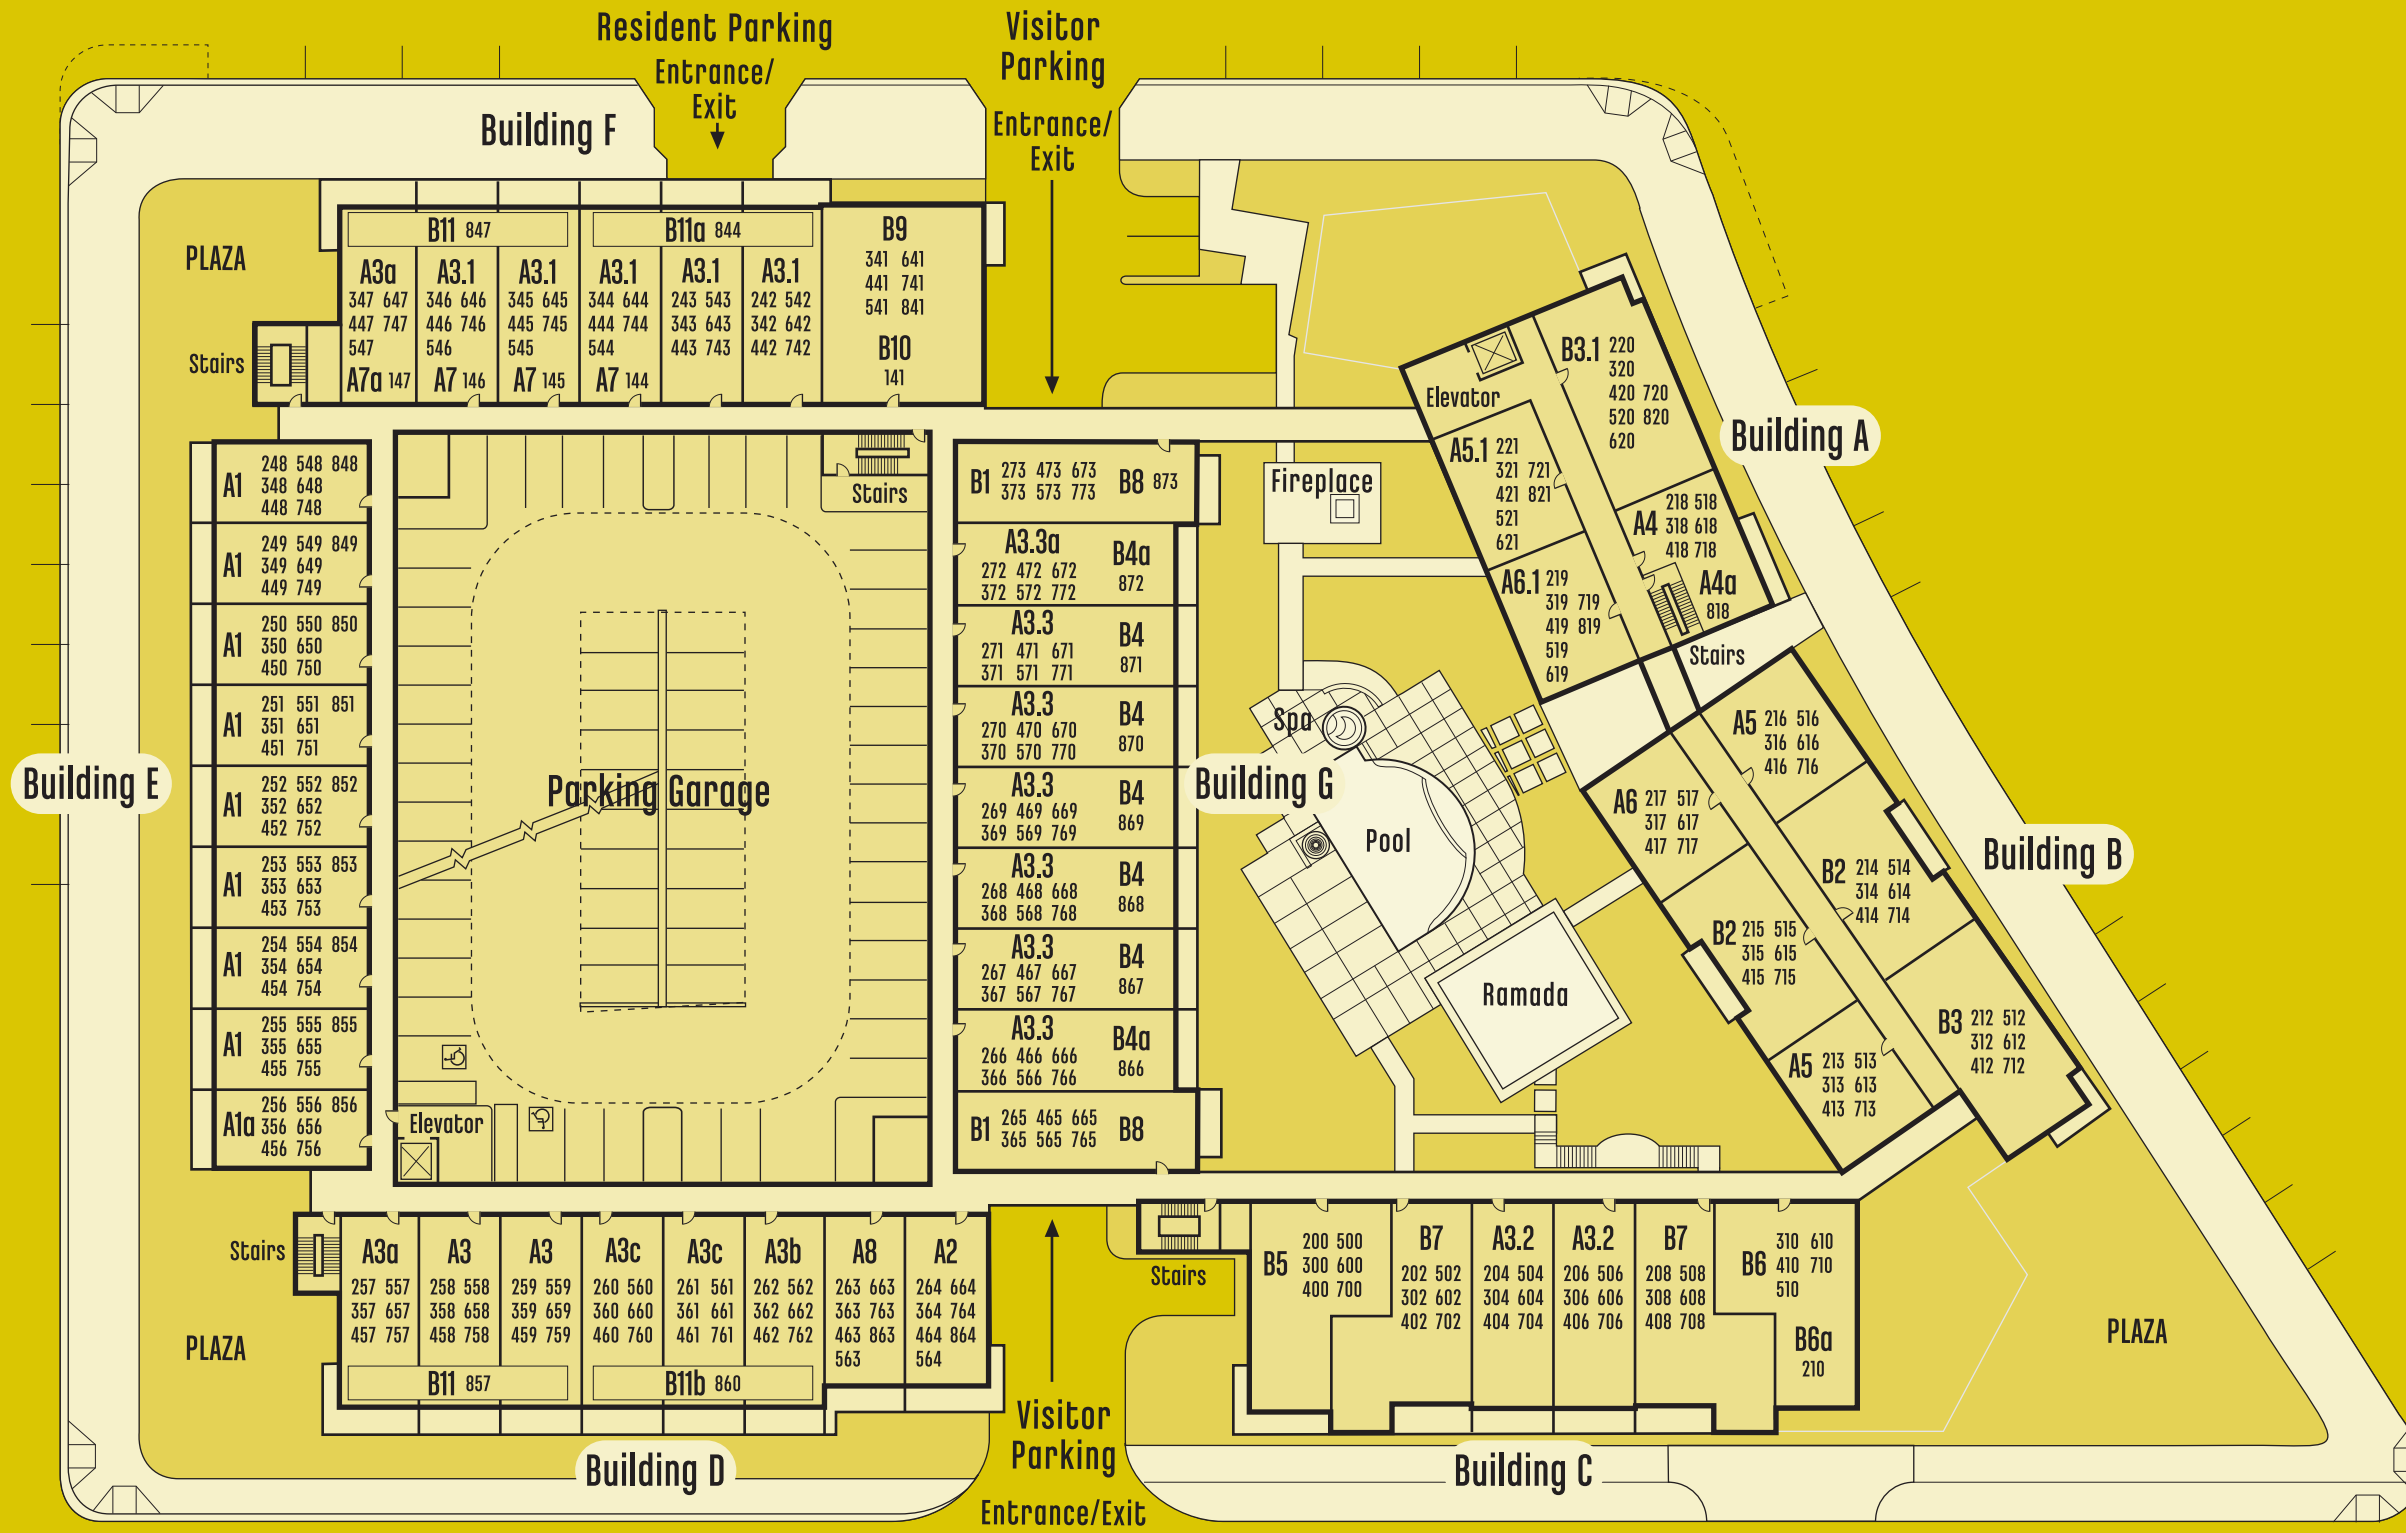 Resident Parking
Entrance/
Exit
Visitor
Parking
Entrance/
Exit
Building F
PLAZA
Stairs
B11 847
B11a 844
A3a
347 647
447 747
547
A7a 147
A3.1
346 646
446 746
546
A7 146
A3.1
345 645
445 745
545
A7 145
A3.1
344 644
444 744
544
A7 144
A3.1
243 543
343 643
443 743
A3.1
242 542
342 642
442 742
B9
341 641
441 741
541 841
B10
141
Building E
A1
248 548 848
348 648
448 748
A1
249 549 849
349 649
449 749
A1
250 550 850
350 650
450 750
A1
251 551 851
351 651
451 751
A1
252 552 852
352 652
452 752
A1
253 553 853
353 653
453 753
A1
254 554 854
354 654
454 754
A1
255 555 855
355 655
455 755
A1a
256 556 856
356 656
456 756
Stairs
Parking Garage
Elevator
B1
273 473 673
373 573 773
B8 873
A3.3a
272 472 672
372 572 772
B4a
872
A3.3
271 471 671
371 571 771
B4
871
A3.3
270 470 670
370 570 770
B4
870
A3.3
269 469 669
369 569 769
B4
869
A3.3
268 468 668
368 568 768
B4
868
A3.3
267 467 667
367 567 767
B4
867
A3.3
266 466 666
366 566 766
B4a
866
B1
265 465 665
365 565 765
B8
Building G
Fireplace
Spa
Pool
Ramada
Building A
Elevator
B3.1
220
320
420 720
520 820
620
A5.1
221
321 721
421 821
521
621
A4
218 518
318 618
418 718
A4a
818
A6.1
219
319 719
419 819
519
619
Stairs
Building B
A5
216 516
316 616
416 716
A6
217 517
317 617
417 717
B2
214 514
314 614
414 714
B2
215 515
315 615
415 715
B3
212 512
312 612
412 712
A5
213 513
313 613
413 713
Stairs
PLAZA
A3a
257 557
357 657
457 757
A3
258 558
358 658
458 758
A3
259 559
359 659
459 759
A3c
260 560
360 660
460 760
A3c
261 561
361 661
461 761
A3b
262 562
362 662
462 762
A8
263 663
363 763
463 863
563
A2
264 664
364 764
464 864
564
B11 857
B11b 860
Building D
Visitor
Parking
Entrance/Exit
Stairs
B5
200 500
300 600
400 700
B7
202 502
302 602
402 702
A3.2
204 504
304 604
404 704
A3.2
206 506
306 606
406 706
B7
208 508
308 608
408 708
B6
310 610
410 710
510
B6a
210
Building C
PLAZA